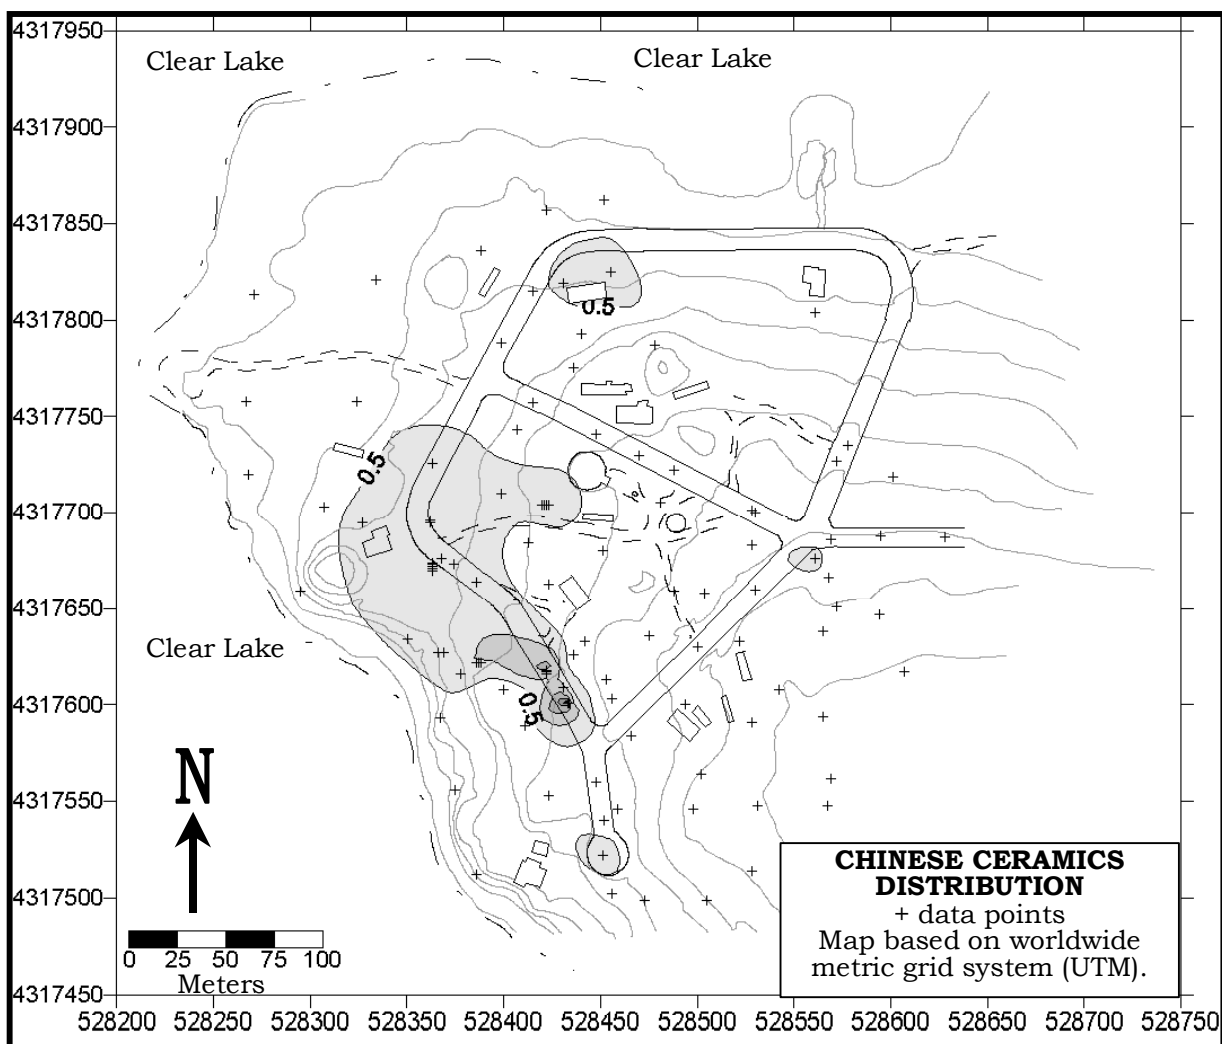 4317950
Clear Lake
Clear Lake
4317900
4317850
4317800
0.5
4317750
0.5
4317700
4317650
Clear Lake
4317600
0.5
N
4317550
CHINESE CERAMICS
DISTRIBUTION
+ data points
Map based on worldwide
metric grid system (UTM).
4317500
0 25 50 75 100
Meters
4317450
528200 528300 528350 528400 528450 528500 528550 528600 528650 528700 528750